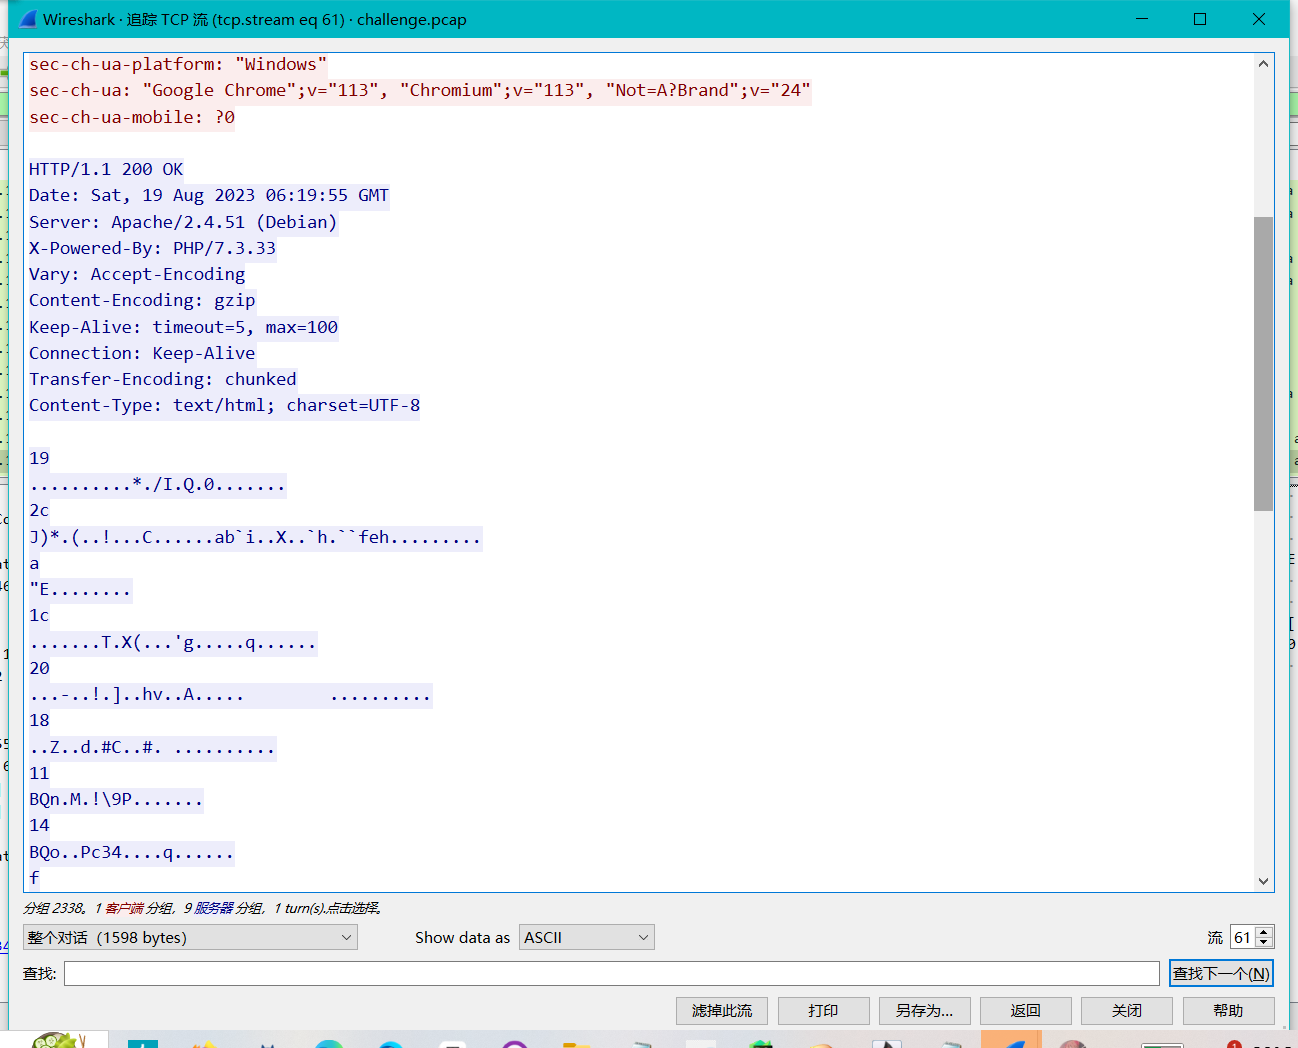 Wireshark · 追踪 TCP 流 (tcp.stream eq 61) · challenge.pcap
sec-ch-ua-platform: "Windows"
sec-ch-ua: "Google Chrome";v="113", "Chromium";v="113", "Not=A?Brand";v="24"
sec-ch-ua-mobile: ?0
HTTP/1.1 200 OK
Date: Sat, 19 Aug 2023 06:19:55 GMT
Server: Apache/2.4.51 (Debian)
X-Powered-By: PHP/7.3.33
Vary: Accept-Encoding
Content-Encoding: gzip
Keep-Alive: timeout=5, max=100
Connection: Keep-Alive
Transfer-Encoding: chunked
Content-Type: text/html; charset=UTF-8
19
..........*./I.Q.0.......
2c
J)*.(..!...C......ab`i..X..`h.``feh.........
a
"E........
1c
.......T.X(...'g.....q......
20
...-..!.]..hv..A.....        ..........
18
..Z..d.#C..#. ..........
11
BQn.M.!\9P.......
14
BQo..Pc34....q......
f
分组 2338。1 客户端 分组，9 服务器 分组，1 turn(s).点击选择。
整个对话 (1598 bytes)
Show data as
ASCII
流
61
查找:
查找下一个(N)
滤掉此流
打印
另存为...
返回
关闭
帮助